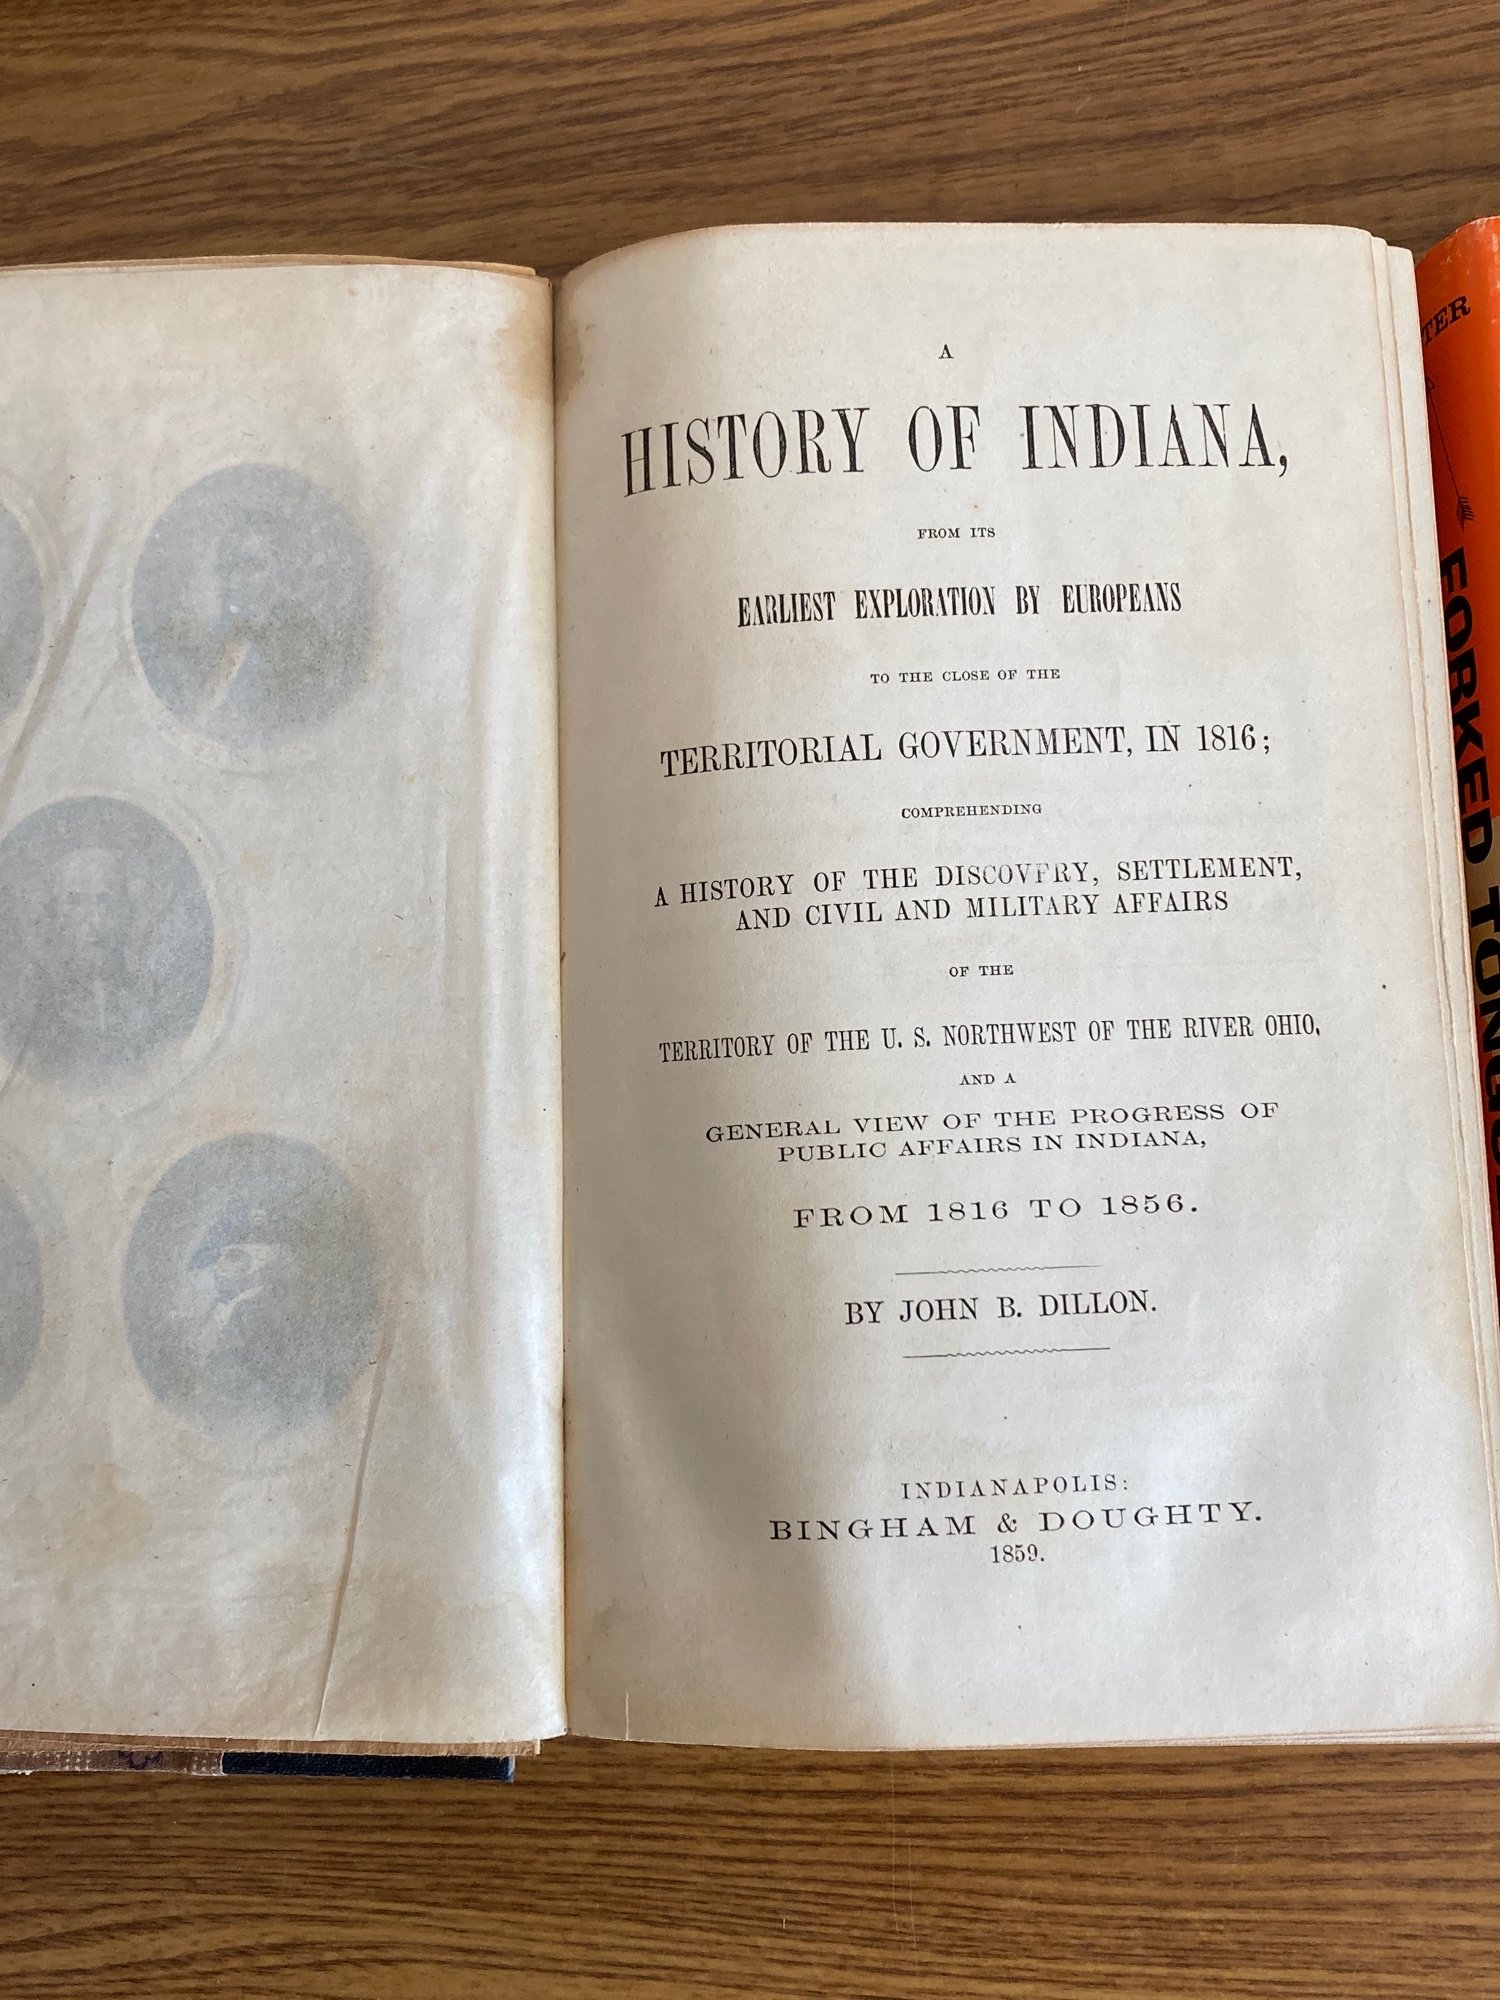 A
HISTORY OF INDIANA,
FROM ITS
EARLIEST EXPLORATION BY EUROPEANS
TO THE CLOSE OF THE
TERRITORIAL GOVERNMENT, IN 1816;
COMPREHENDING
A HISTORY OF THE DISCOVERY, SETTLEMENT,
AND CIVIL AND MILITARY AFFAIRS
OF THE
TERRITORY OF THE U. S. NORTHWEST OF THE RIVER OHIO,
AND A
GENERAL VIEW OF THE PROGRESS OF
PUBLIC AFFAIRS IN INDIANA,
FROM 1816 TO 1856.
BY JOHN B. DILLON.
INDIANAPOLIS:
BINGHAM & DOUGHTY.
1859.
FORKED